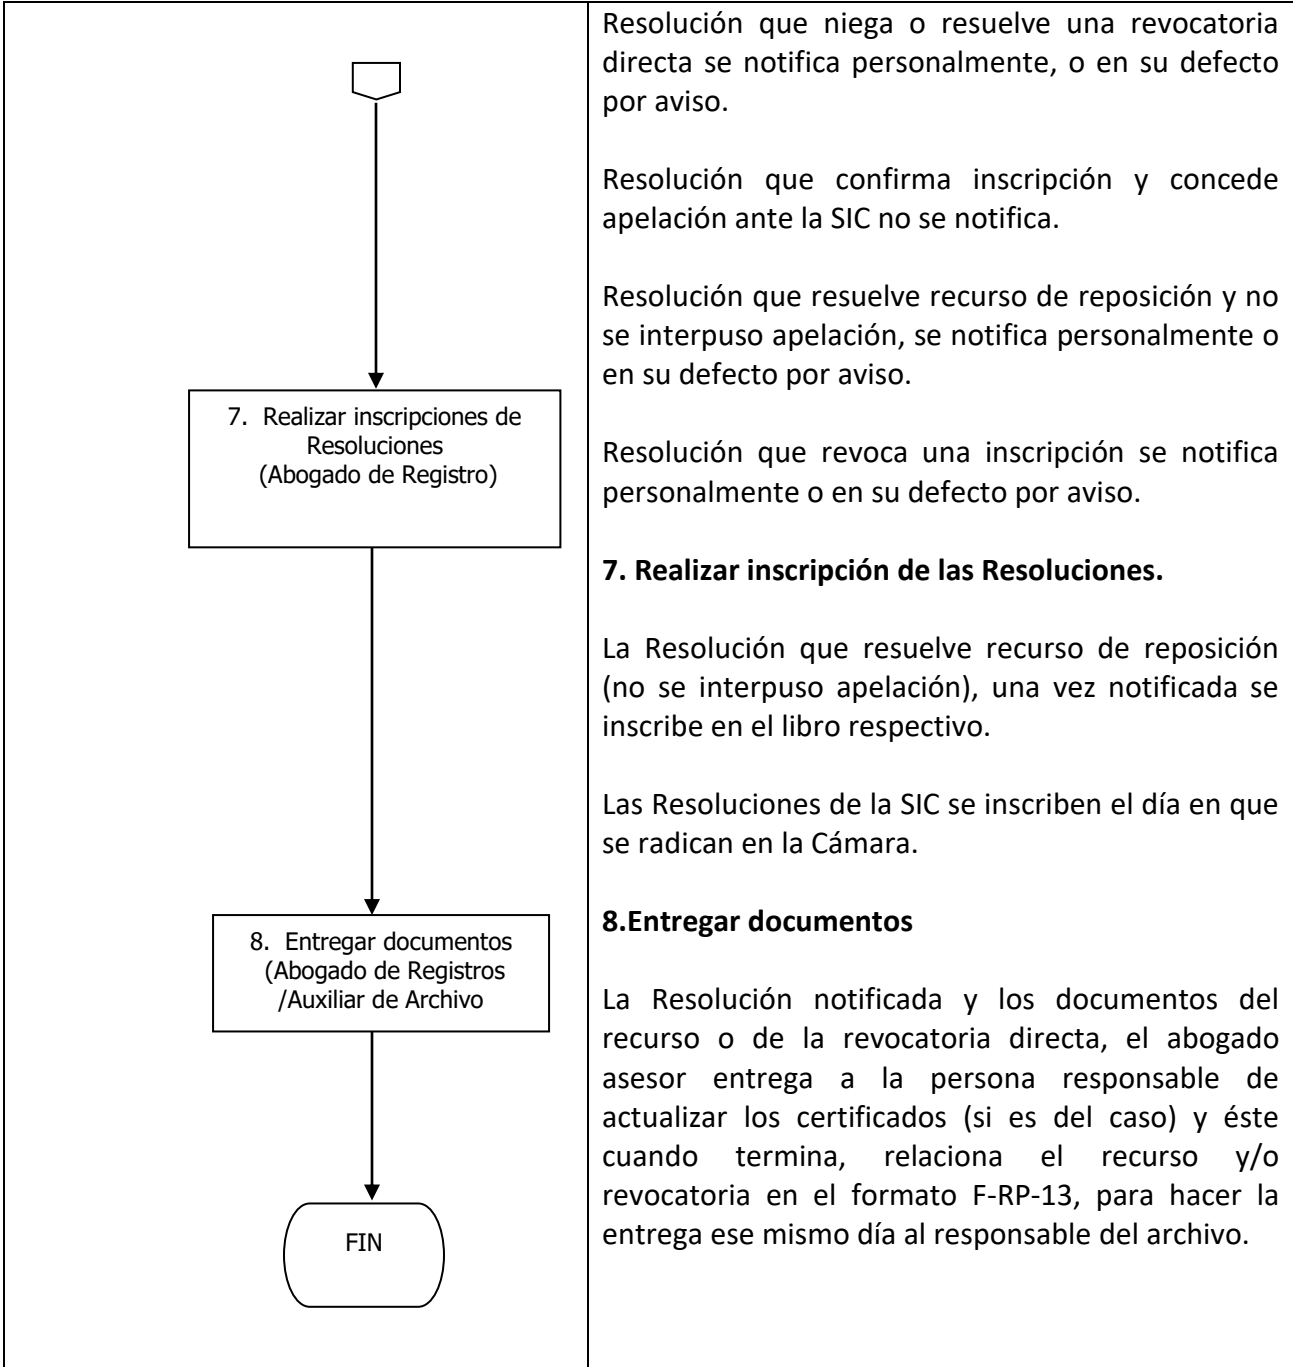 7. Realizar inscripciones de
Resoluciones
(Abogado de Registro)
8. Entregar documentos
(Abogado de Registros
/Auxiliar de Archivo
FIN
Resolución que niega o resuelve una revocatoria
directa se notifica personalmente, o en su defecto
por aviso.
Resolución que confirma inscripción y concede
apelación ante la SIC no se notifica.
Resolución que resuelve recurso de reposición y no
se interpuso apelación, se notifica personalmente o
en su defecto por aviso.
Resolución que revoca una inscripción se notifica
personalmente o en su defecto por aviso.
7. Realizar inscripción de las Resoluciones.
La Resolución que resuelve recurso de reposición
(no se interpuso apelación), una vez notificada se
inscribe en el libro respectivo.
Las Resoluciones de la SIC se inscriben el día en que
se radican en la Cámara.
8.Entregar documentos
La Resolución notificada y los documentos del
recurso o de la revocatoria directa, el abogado
asesor entrega a la persona responsable de
actualizar los certificados (si es del caso) y éste
cuando termina, relaciona el recurso y/o
revocatoria en el formato F-RP-13, para hacer la
entrega ese mismo día al responsable del archivo.